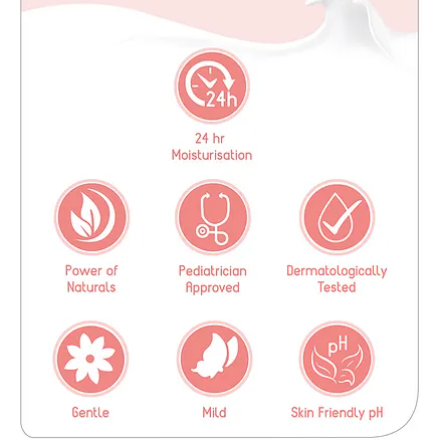 24h
24 hr
Moisturisation
Power of
Naturals
Pediatrician
Approved
Dermatologically
Tested
pH
Gentle
Mild
Skin Friendly pH